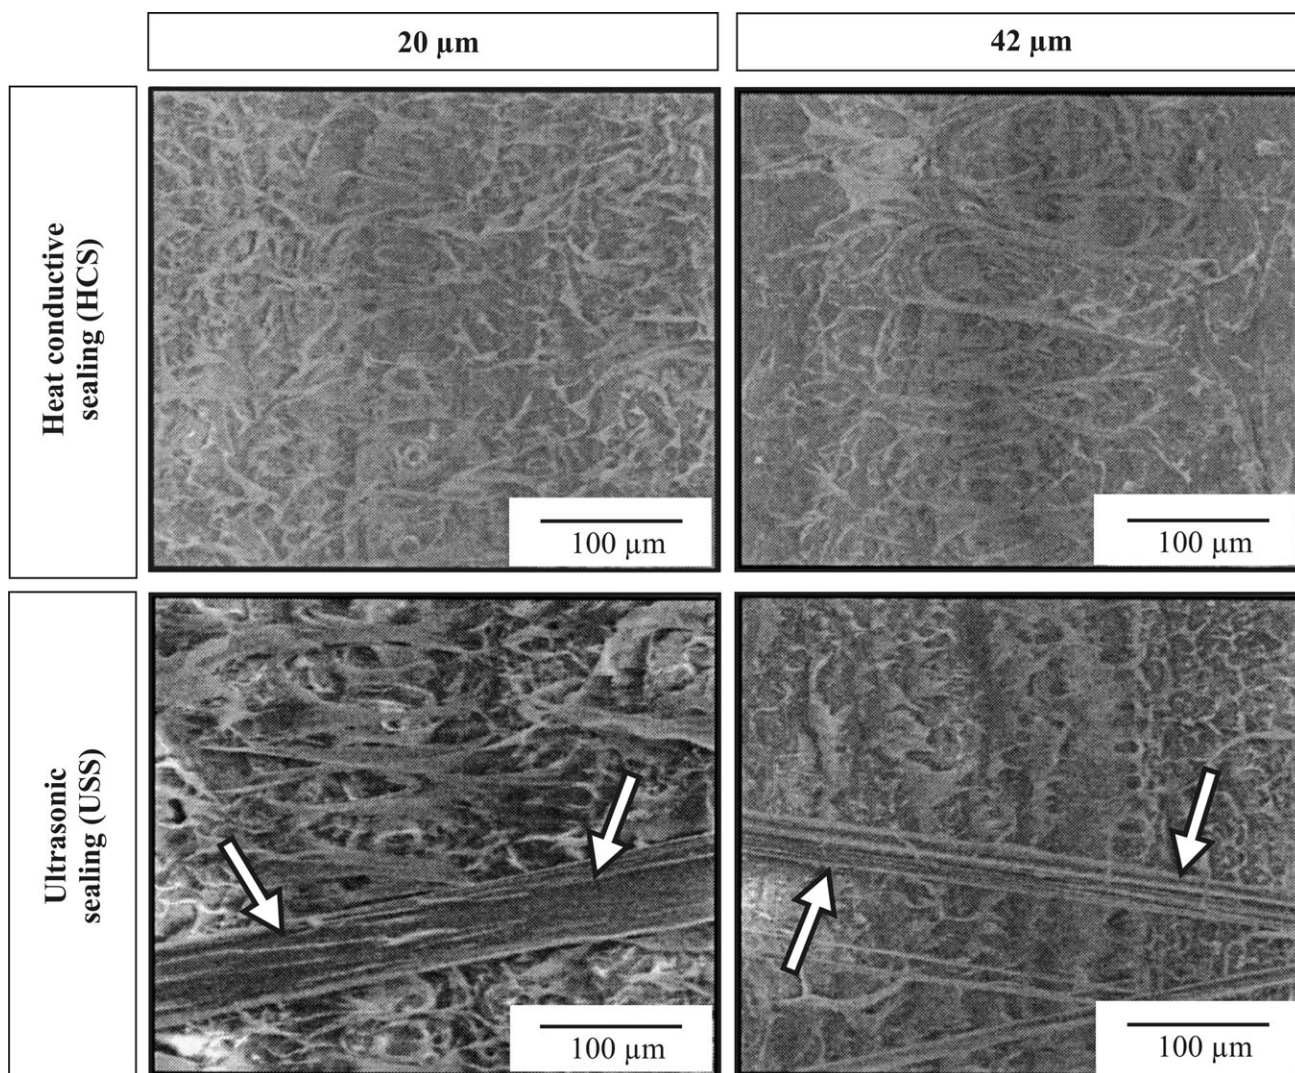 20 µm
42 µm
Heat conductive
sealing (HCS)
100 µm
100 µm
Ultrasonic
sealing (USS)
100 µm
100 µm